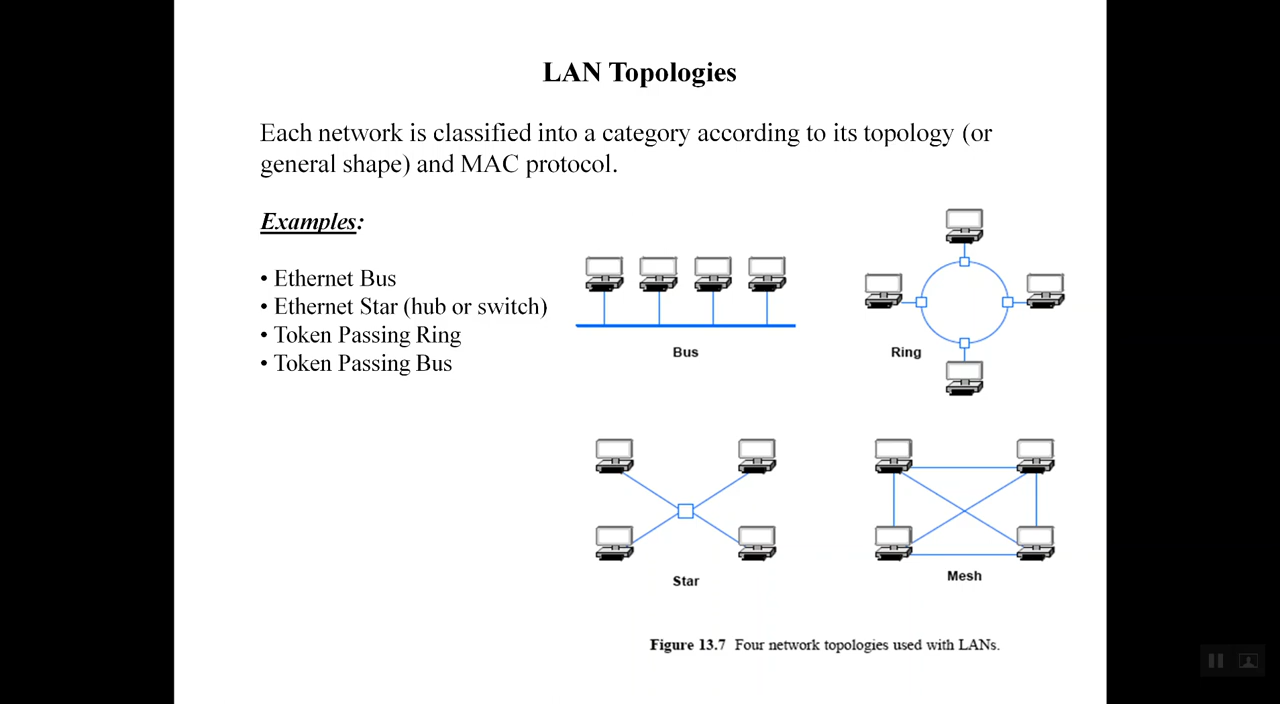 LAN Topologies
Each network is classified into a category according to its topology (or
general shape) and MAC protocol.
Examples:
• Ethernet Bus
• Ethernet Star (hub or switch)
• Token Passing Ring
• Token Passing Bus
Bus
Ring
Star
Mesh
Figure 13.7 Four network topologies used with LANs.